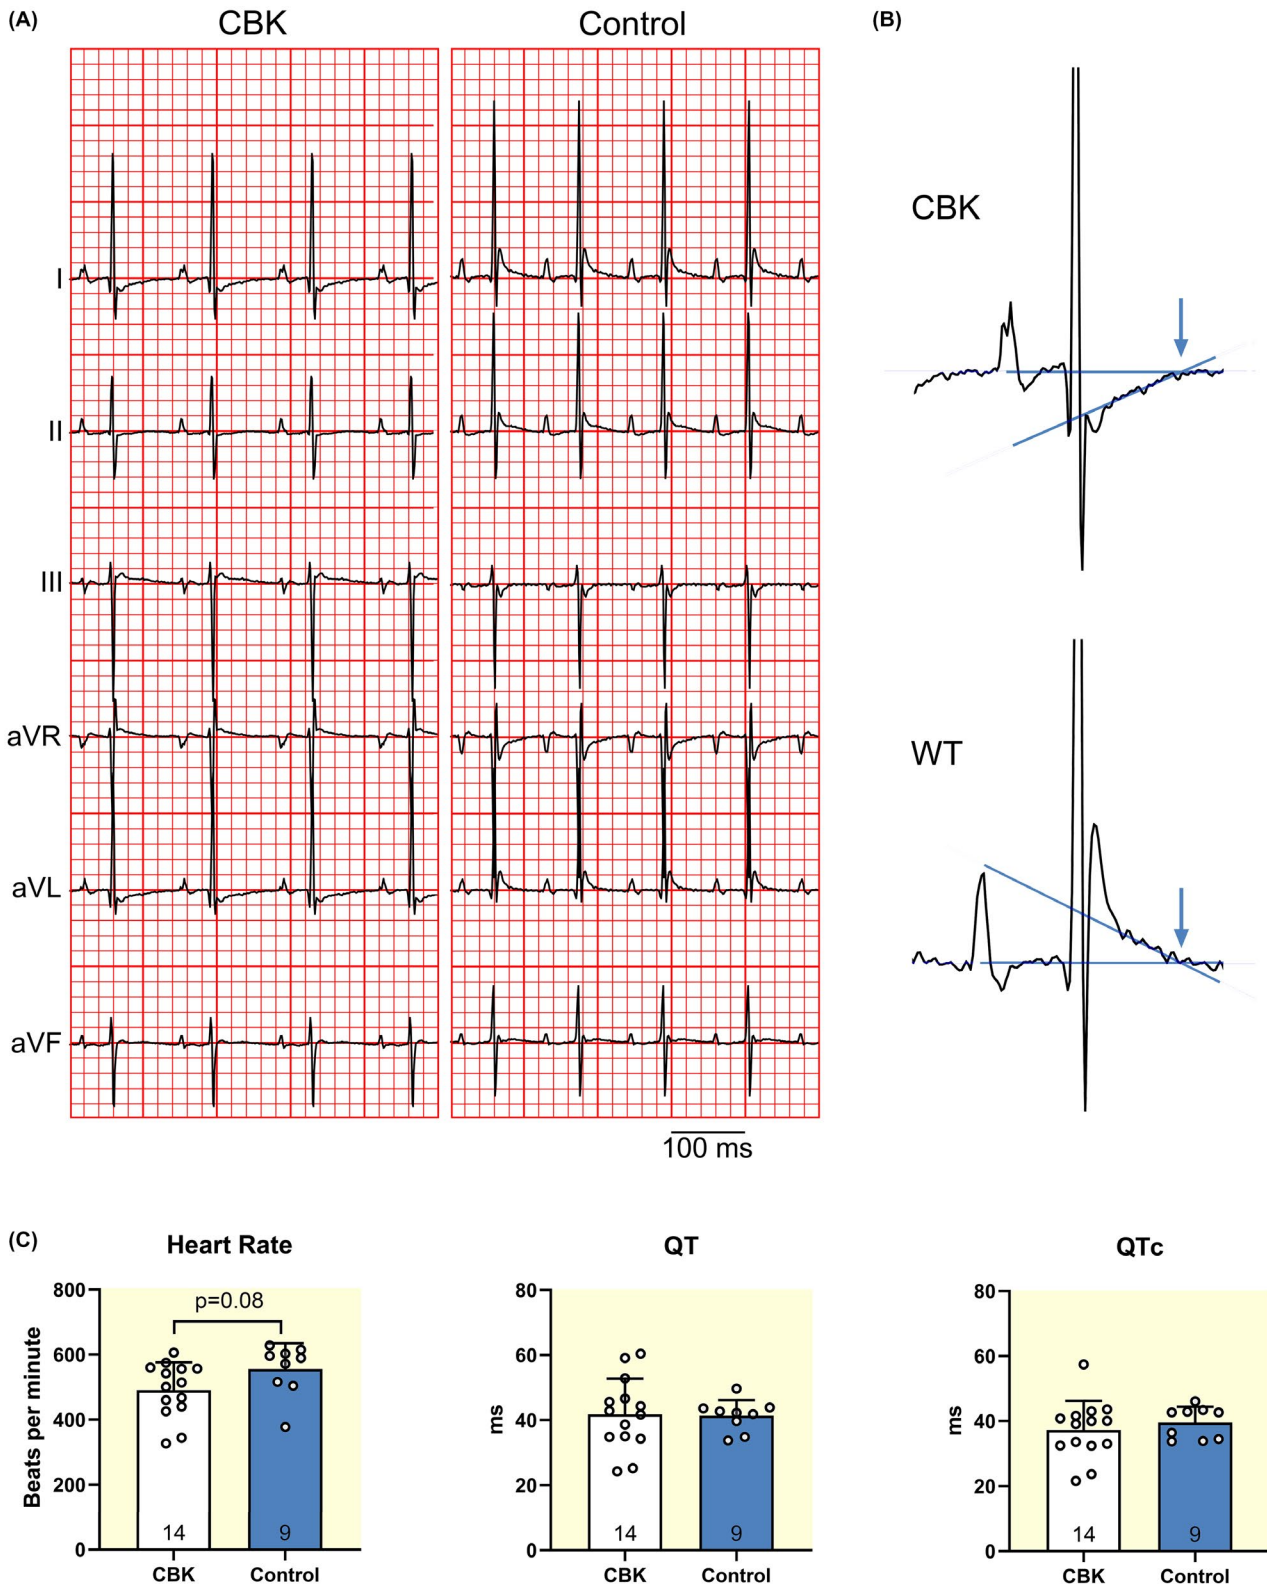 (A)
CBK
Control
(B)
I
II
III
aVR
aVL
aVF
100 ms
CBK
WT
(C)
Heart Rate
Beats per minute
800
600
400
200
0
p=0.08
14
9
CBK
Control
QT
ms
80
60
40
20
0
14
9
CBK
Control
QTc
ms
80
60
40
20
0
14
9
CBK
Control